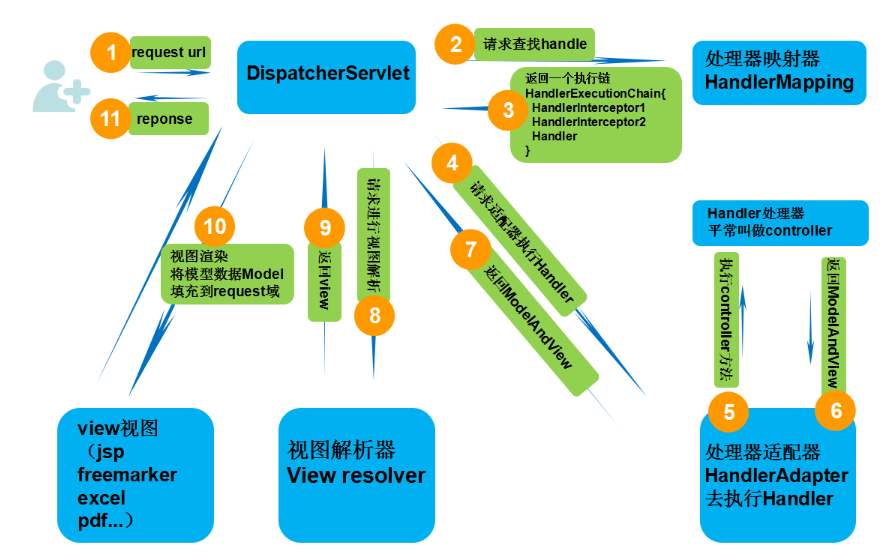 1
request url
DispatcherServlet
2
请求查找handle
处理器映射器
HandlerMapping
11
reponse
3
返回一个执行链
HandlerExecutionChain{
HandlerInterceptor1
HandlerInterceptor2
Handler
}
4
请求适配器执行Handler
7
返回ModelAndView
10
视图渲染
将模型数据Model
填充到request域
9
返回view
请求进行视图解析
8
Handler处理器
平常叫做controller
执行controller方法
5
返回ModelAndView
6
view视图
（jsp
freemarker
excel
pdf...）
视图解析器
View resolver
处理器适配器
HandlerAdapter
去执行Handler